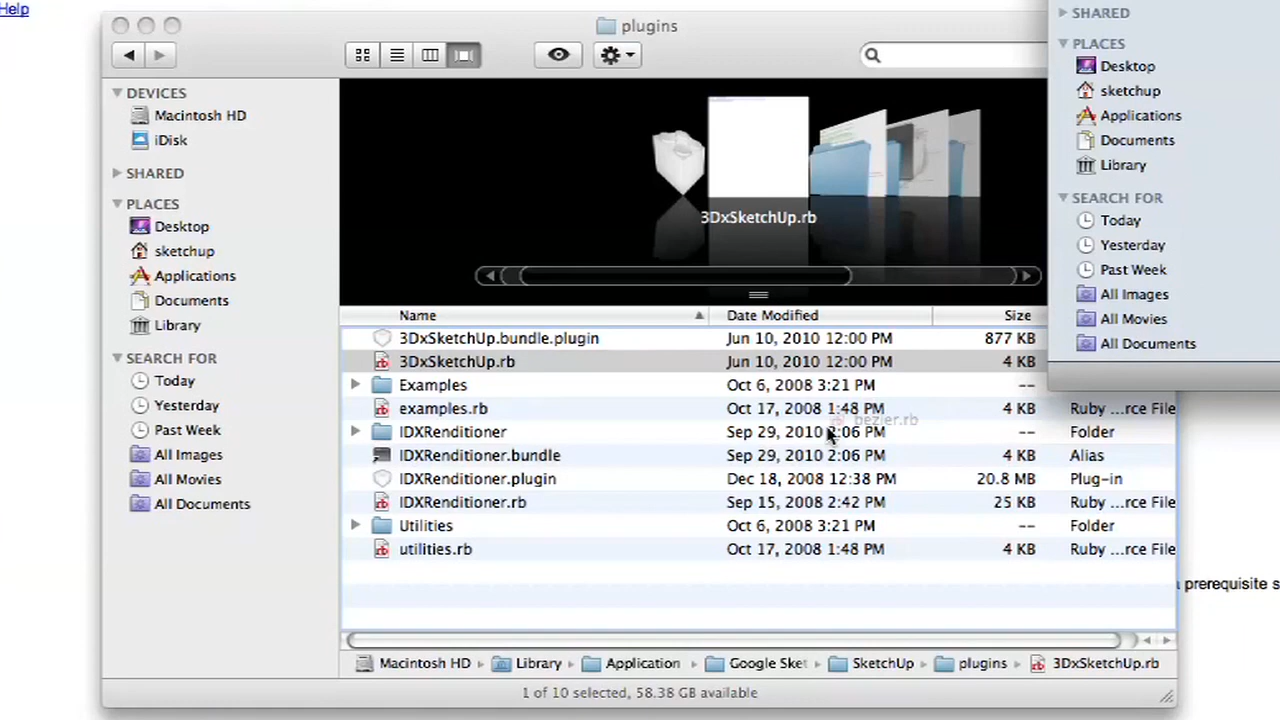 Help
plugins
DEVICES
Macintosh HD
iDisk
SHARED
PLACES
Desktop
sketchup
Applications
Documents
Library
SEARCH FOR
Today
Yesterday
Past Week
All Images
All Movies
All Documents
3DxSketchUp.rb
Name Date Modified Size
3DxSketchUp.bundle.plugin Jun 10, 2010 12:00 PM 877 KB
3DxSketchUp.rb Jun 10, 2010 12:00 PM 4 KB
Examples Oct 6, 2008 3:21 PM --
examples.rb Oct 17, 2008 1:48 PM 4 KB Ruby ...rce File
bezier.rb
IDXRenditioner Sep 29, 2010 2:06 PM -- Folder
IDXRenditioner.bundle Sep 29, 2010 2:06 PM 4 KB Alias
IDXRenditioner.plugin Dec 18, 2008 12:38 PM 20.8 MB Plug-in
IDXRenditioner.rb Sep 15, 2008 2:42 PM 25 KB Ruby ...rce File
Utilities Oct 6, 2008 3:21 PM -- Folder
utilities.rb Oct 17, 2008 1:48 PM 4 KB Ruby ...rce File
Macintosh HD Library Application Google Sket SketchUp plugins 3DxSketchUp.rb
1 of 10 selected, 58.38 GB available
SHARED
PLACES
Desktop
sketchup
Applications
Documents
Library
SEARCH FOR
Today
Yesterday
Past Week
All Images
All Movies
All Documents
prerequisite s